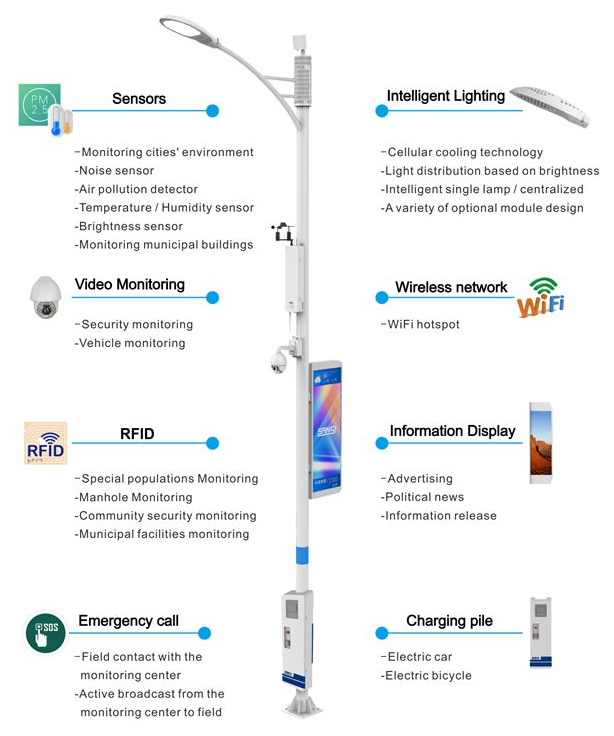 PM
2.5
Sensors
-Monitoring cities' environment
-Noise sensor
-Air pollution detector
-Temperature / Humidity sensor
-Brightness sensor
-Monitoring municipal buildings
Video Monitoring
-Security monitoring
-Vehicle monitoring
RFID
RFID
-Special populations Monitoring
-Manhole Monitoring
-Community security monitoring
-Municipal facilities monitoring
SOS
Emergency call
-Field contact with the
monitoring center
-Active broadcast from the
monitoring center to field
Intelligent Lighting
-Cellular cooling technology
-Light distribution based on brightness
-Intelligent single lamp / centralized
-A variety of optional module design
Wireless network
WiFi
-WiFi hotspot
Information Display
-Advertising
-Political news
-Information release
Charging pile
-Electric car
-Electric bicycle